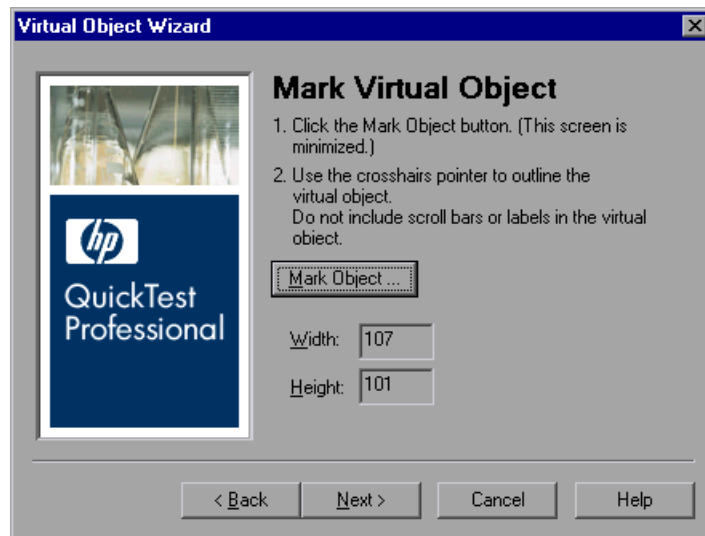 Virtual Object Wizard
Mark Virtual Object
1. Click the Mark Object button. (This screen is
minimized.)
2. Use the crosshairs pointer to outline the
virtual object.
Do not include scroll bars or labels in the virtual
object.
hp
QuickTest
Professional
Mark Object ...
Width: 107
Height: 101
< Back
Next >
Cancel
Help